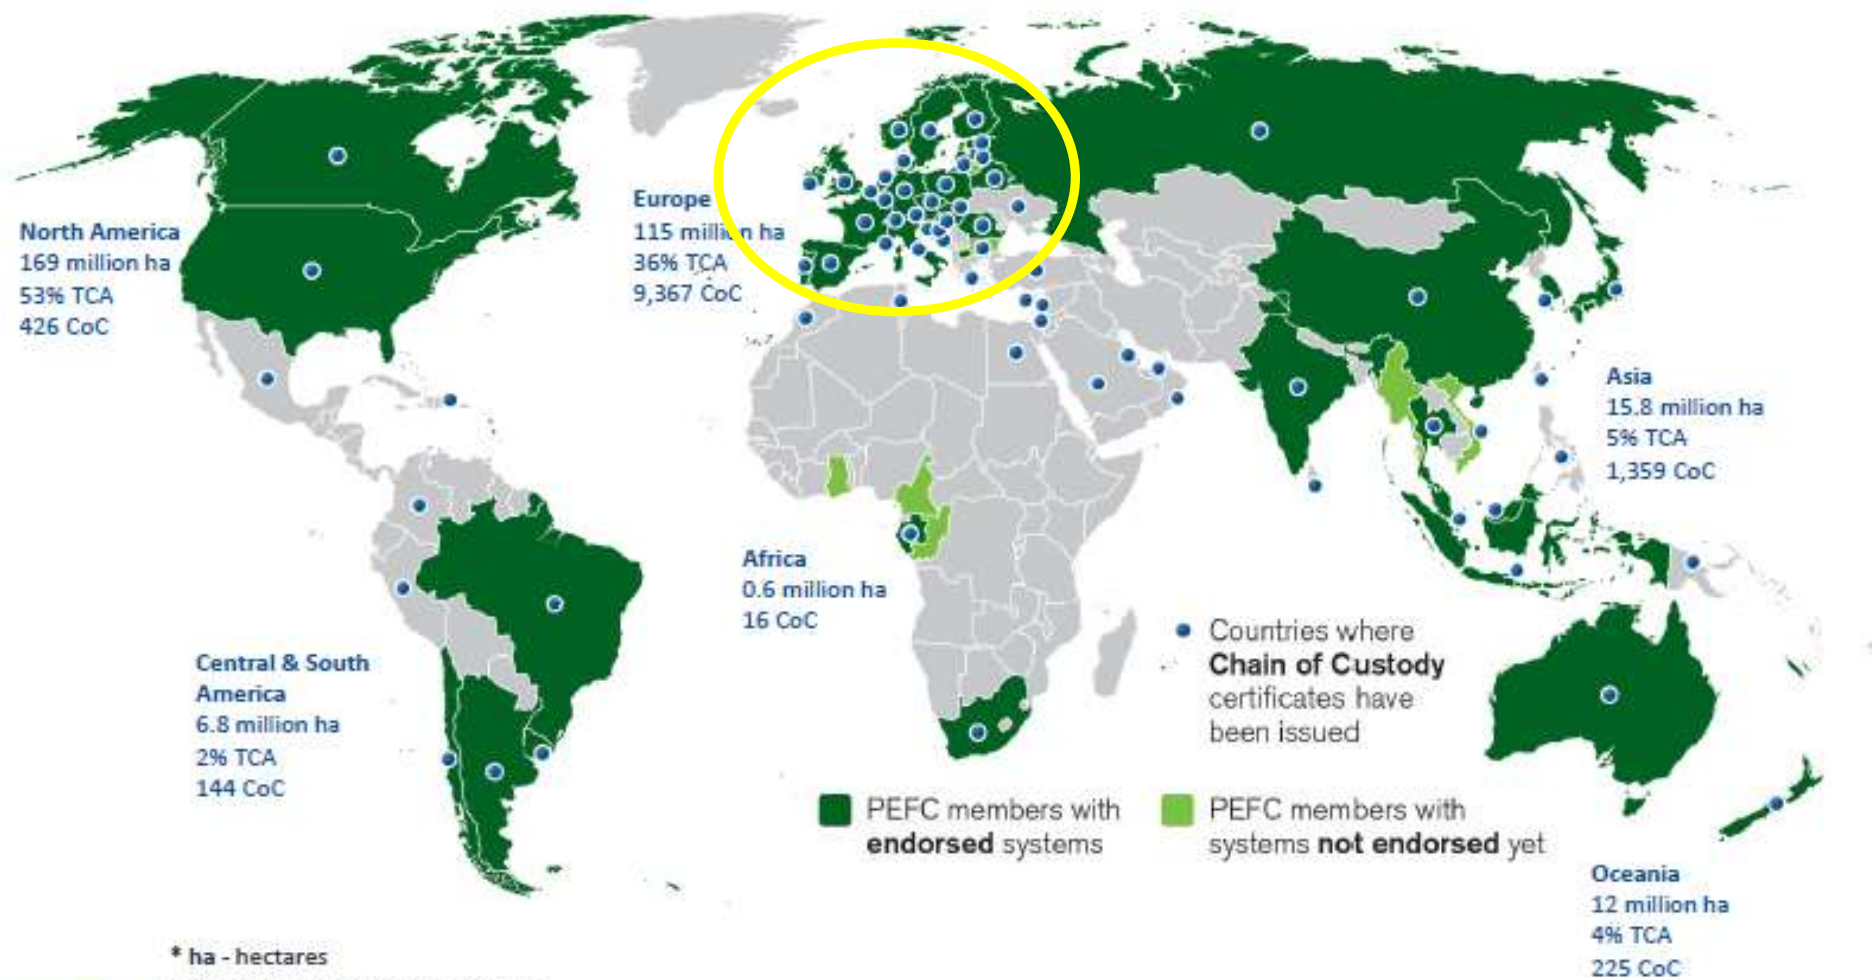 North America
169 million ha
53% TCA
426 CoC
Europe
115 million ha
36% TCA
9,367 CoC
Asia
15.8 million ha
5% TCA
1,359 CoC
Africa
0.6 million ha
16 CoC
Central & South
America
6.8 million ha
2% TCA
144 CoC
Countries where
Chain of Custody
certificates have
been issued
PEFC members with
endorsed systems
PEFC members with
systems not endorsed yet
Oceania
12 million ha
4% TCA
225 CoC
* ha - hectares